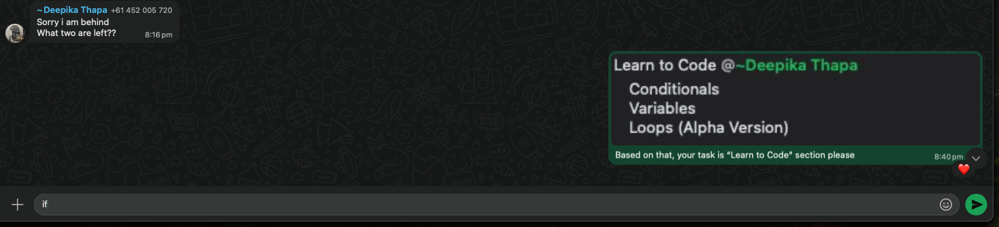 ~Deepika Thapa +61 452 005 720
Sorry i am behind
What two are left??
8:16 pm
Learn to Code @~Deepika Thapa
Conditionals
Variables
Loops (Alpha Version)
Based on that, your task is “Learn to Code” section please
8:40 pm
if